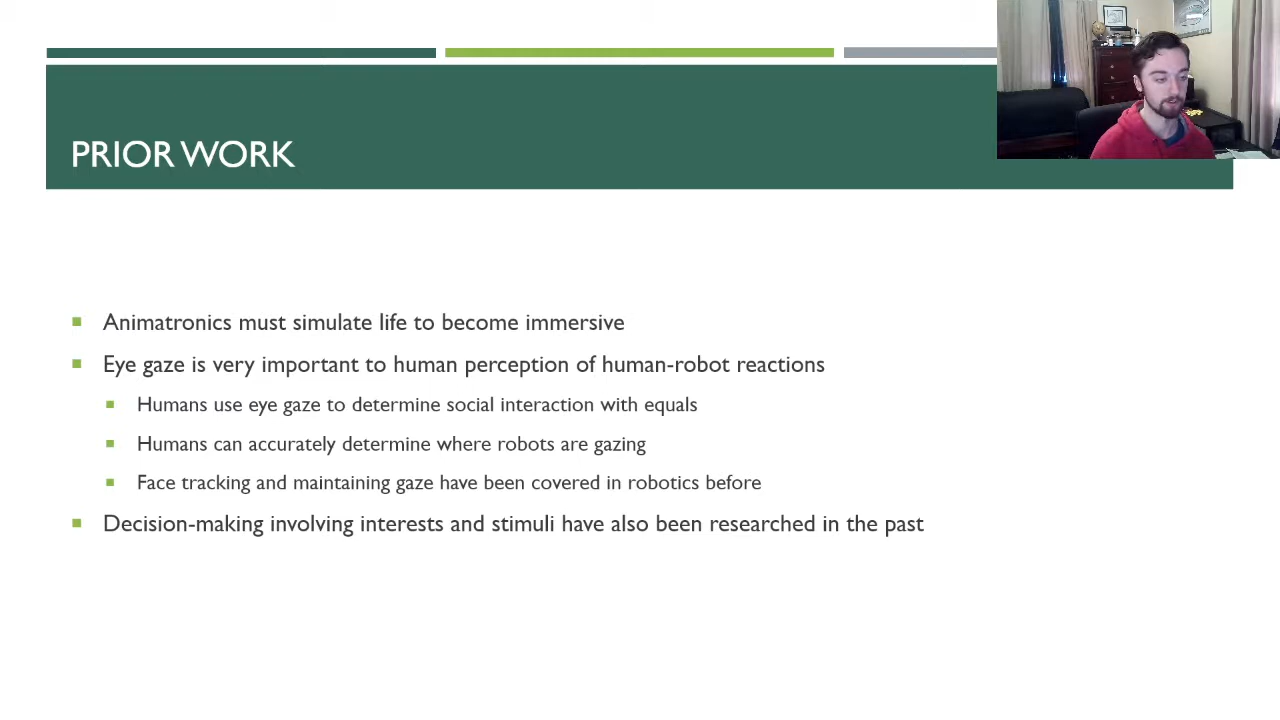 PRIOR WORK
Animatronics must simulate life to become immersive
Eye gaze is very important to human perception of human-robot reactions
Humans use eye gaze to determine social interaction with equals
Humans can accurately determine where robots are gazing
Face tracking and maintaining gaze have been covered in robotics before
Decision-making involving interests and stimuli have also been researched in the past